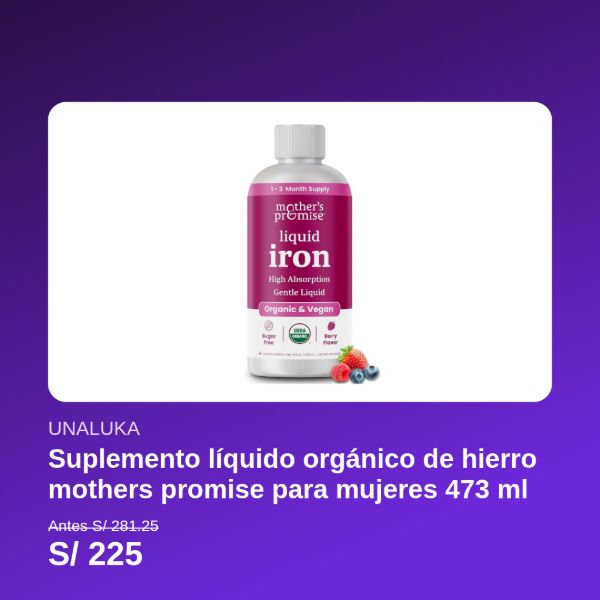 1 - 3 Month Supply
mother's
promise
liquid
iron
High Absorption
Gentle Liquid
Organic & Vegan
Sugar
Free
USDA
ORGANIC
Berry
Flavor
UNALUKA
Suplemento líquido orgánico de hierro
mothers promise para mujeres 473 ml
Antes S/ 281.25
S/ 225